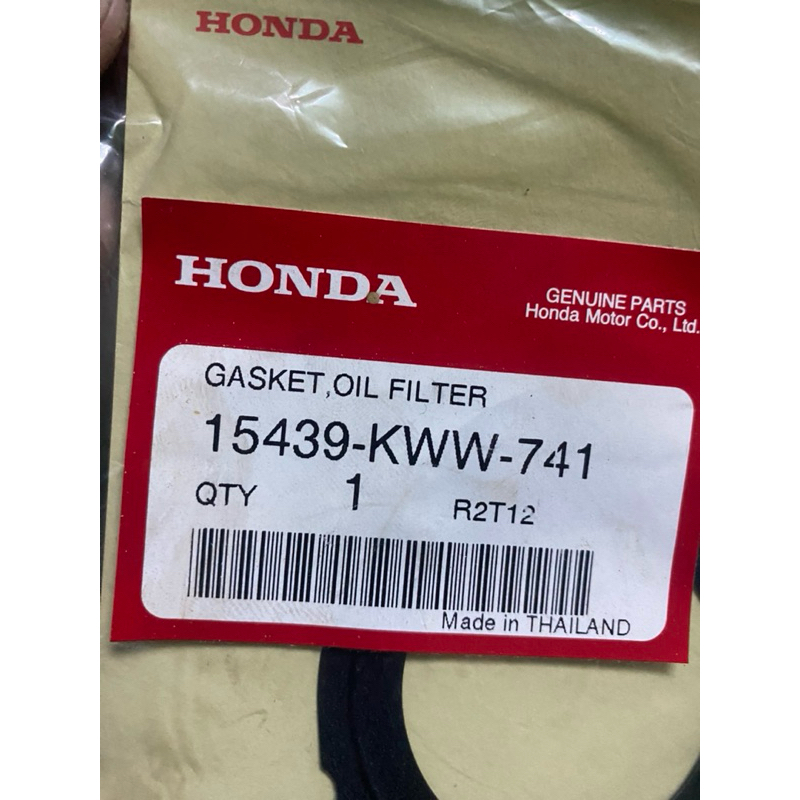 HONDA
HONDA
GENUINE PARTS
Honda Motor Co., Ltd.
GASKET,OIL FILTER
15439-KWW-741
QTY 1 R2T12
Made in THAILAND